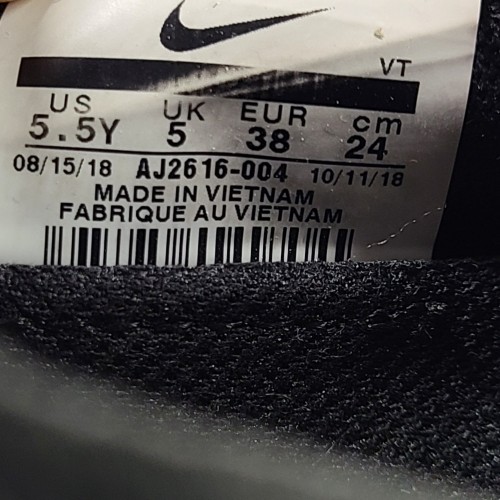 VT
US UK EUR cm
5.5Y 5 38 24
08/15/18 AJ2616-004 10/11/18
MADE IN VIETNAM
FABRIQUE AU VIETNAM